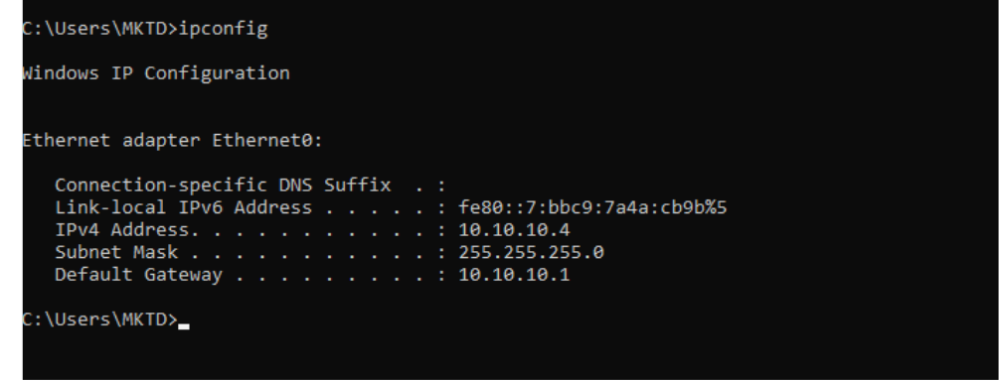 C:\Users\MKTD>ipconfig
Windows IP Configuration
Ethernet adapter Ethernet0:
Connection-specific DNS Suffix . :
Link-local IPv6 Address . . . . . : fe80::7:bbc9:7a4a:cb9b%5
IPv4 Address. . . . . . . . . . . : 10.10.10.4
Subnet Mask . . . . . . . . . . . : 255.255.255.0
Default Gateway . . . . . . . . . : 10.10.10.1
C:\Users\MKTD>